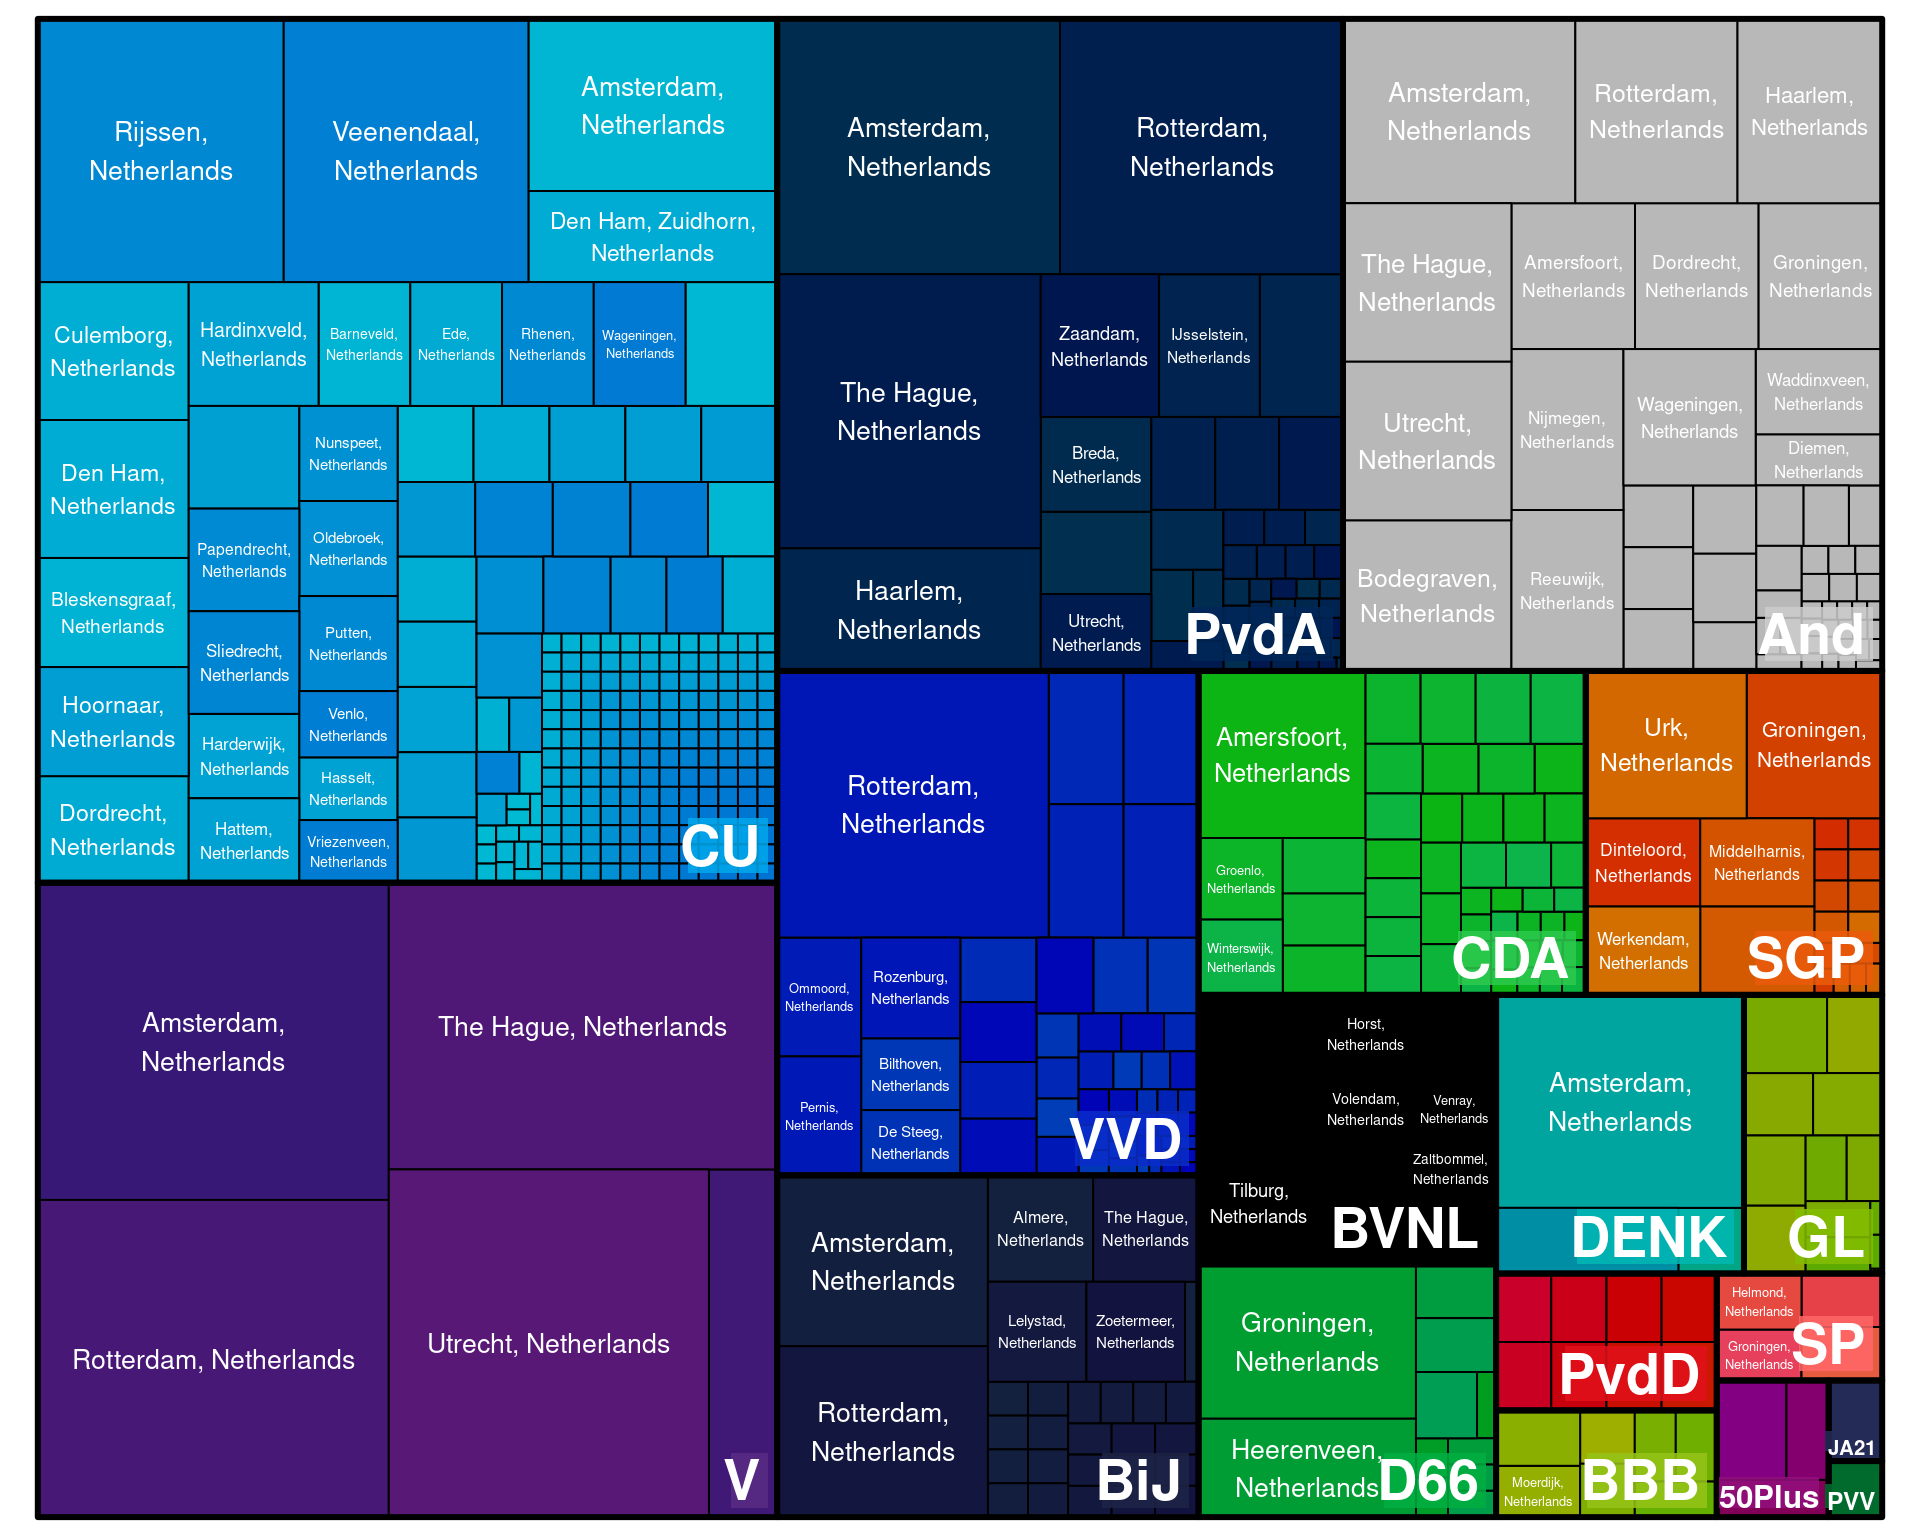 Rijssen,
Netherlands
Veenendaal,
Netherlands
Amsterdam,
Netherlands
Den Ham, Zuidhorn,
Netherlands
Culemborg,
Netherlands
Hardinxveld,
Netherlands
Barneveld,
Netherlands
Ede,
Netherlands
Rhenen,
Netherlands
Wageningen,
Netherlands
Den Ham,
Netherlands
Nunspeet,
Netherlands
Papendrecht,
Netherlands
Oldebroek,
Netherlands
Bleskensgraaf,
Netherlands
Sliedrecht,
Netherlands
Putten,
Netherlands
Hoornaar,
Netherlands
Harderwijk,
Netherlands
Venlo,
Netherlands
Hasselt,
Netherlands
Dordrecht,
Netherlands
Hattem,
Netherlands
Vriezenveen,
Netherlands
CU
Amsterdam,
Netherlands
The Hague, Netherlands
Rotterdam, Netherlands
Utrecht, Netherlands
V
Amsterdam,
Netherlands
Rotterdam,
Netherlands
The Hague,
Netherlands
Zaandam,
Netherlands
IJsselstein,
Netherlands
Breda,
Netherlands
Haarlem,
Netherlands
Utrecht,
Netherlands
PvdA
Amsterdam,
Netherlands
Rotterdam,
Netherlands
Haarlem,
Netherlands
The Hague,
Netherlands
Amersfoort,
Netherlands
Dordrecht,
Netherlands
Groningen,
Netherlands
Utrecht,
Netherlands
Nijmegen,
Netherlands
Wageningen,
Netherlands
Waddinxveen,
Netherlands
Diemen,
Netherlands
Bodegraven,
Netherlands
Reeuwijk,
Netherlands
And
Rotterdam,
Netherlands
Ommoord,
Netherlands
Rozenburg,
Netherlands
Bilthoven,
Netherlands
Pernis,
Netherlands
De Steeg,
Netherlands
VVD
Amersfoort,
Netherlands
Groenlo,
Netherlands
Winterswijk,
Netherlands
CDA
Urk,
Netherlands
Groningen,
Netherlands
Dinteloord,
Netherlands
Middelharnis,
Netherlands
Werkendam,
Netherlands
SGP
Horst,
Netherlands
Volendam,
Netherlands
Venray,
Netherlands
Zaltbommel,
Netherlands
Tilburg,
Netherlands
BVNL
Amsterdam,
Netherlands
DENK
GL
Amsterdam,
Netherlands
Almere,
Netherlands
The Hague,
Netherlands
Lelystad,
Netherlands
Zoetermeer,
Netherlands
Rotterdam,
Netherlands
BiJ
Groningen,
Netherlands
Heerenveen,
Netherlands
D66
PvdD
Helmond,
Netherlands
Groningen,
Netherlands
SP
Moerdijk,
Netherlands
BBB
50Plus
JA21
PVV